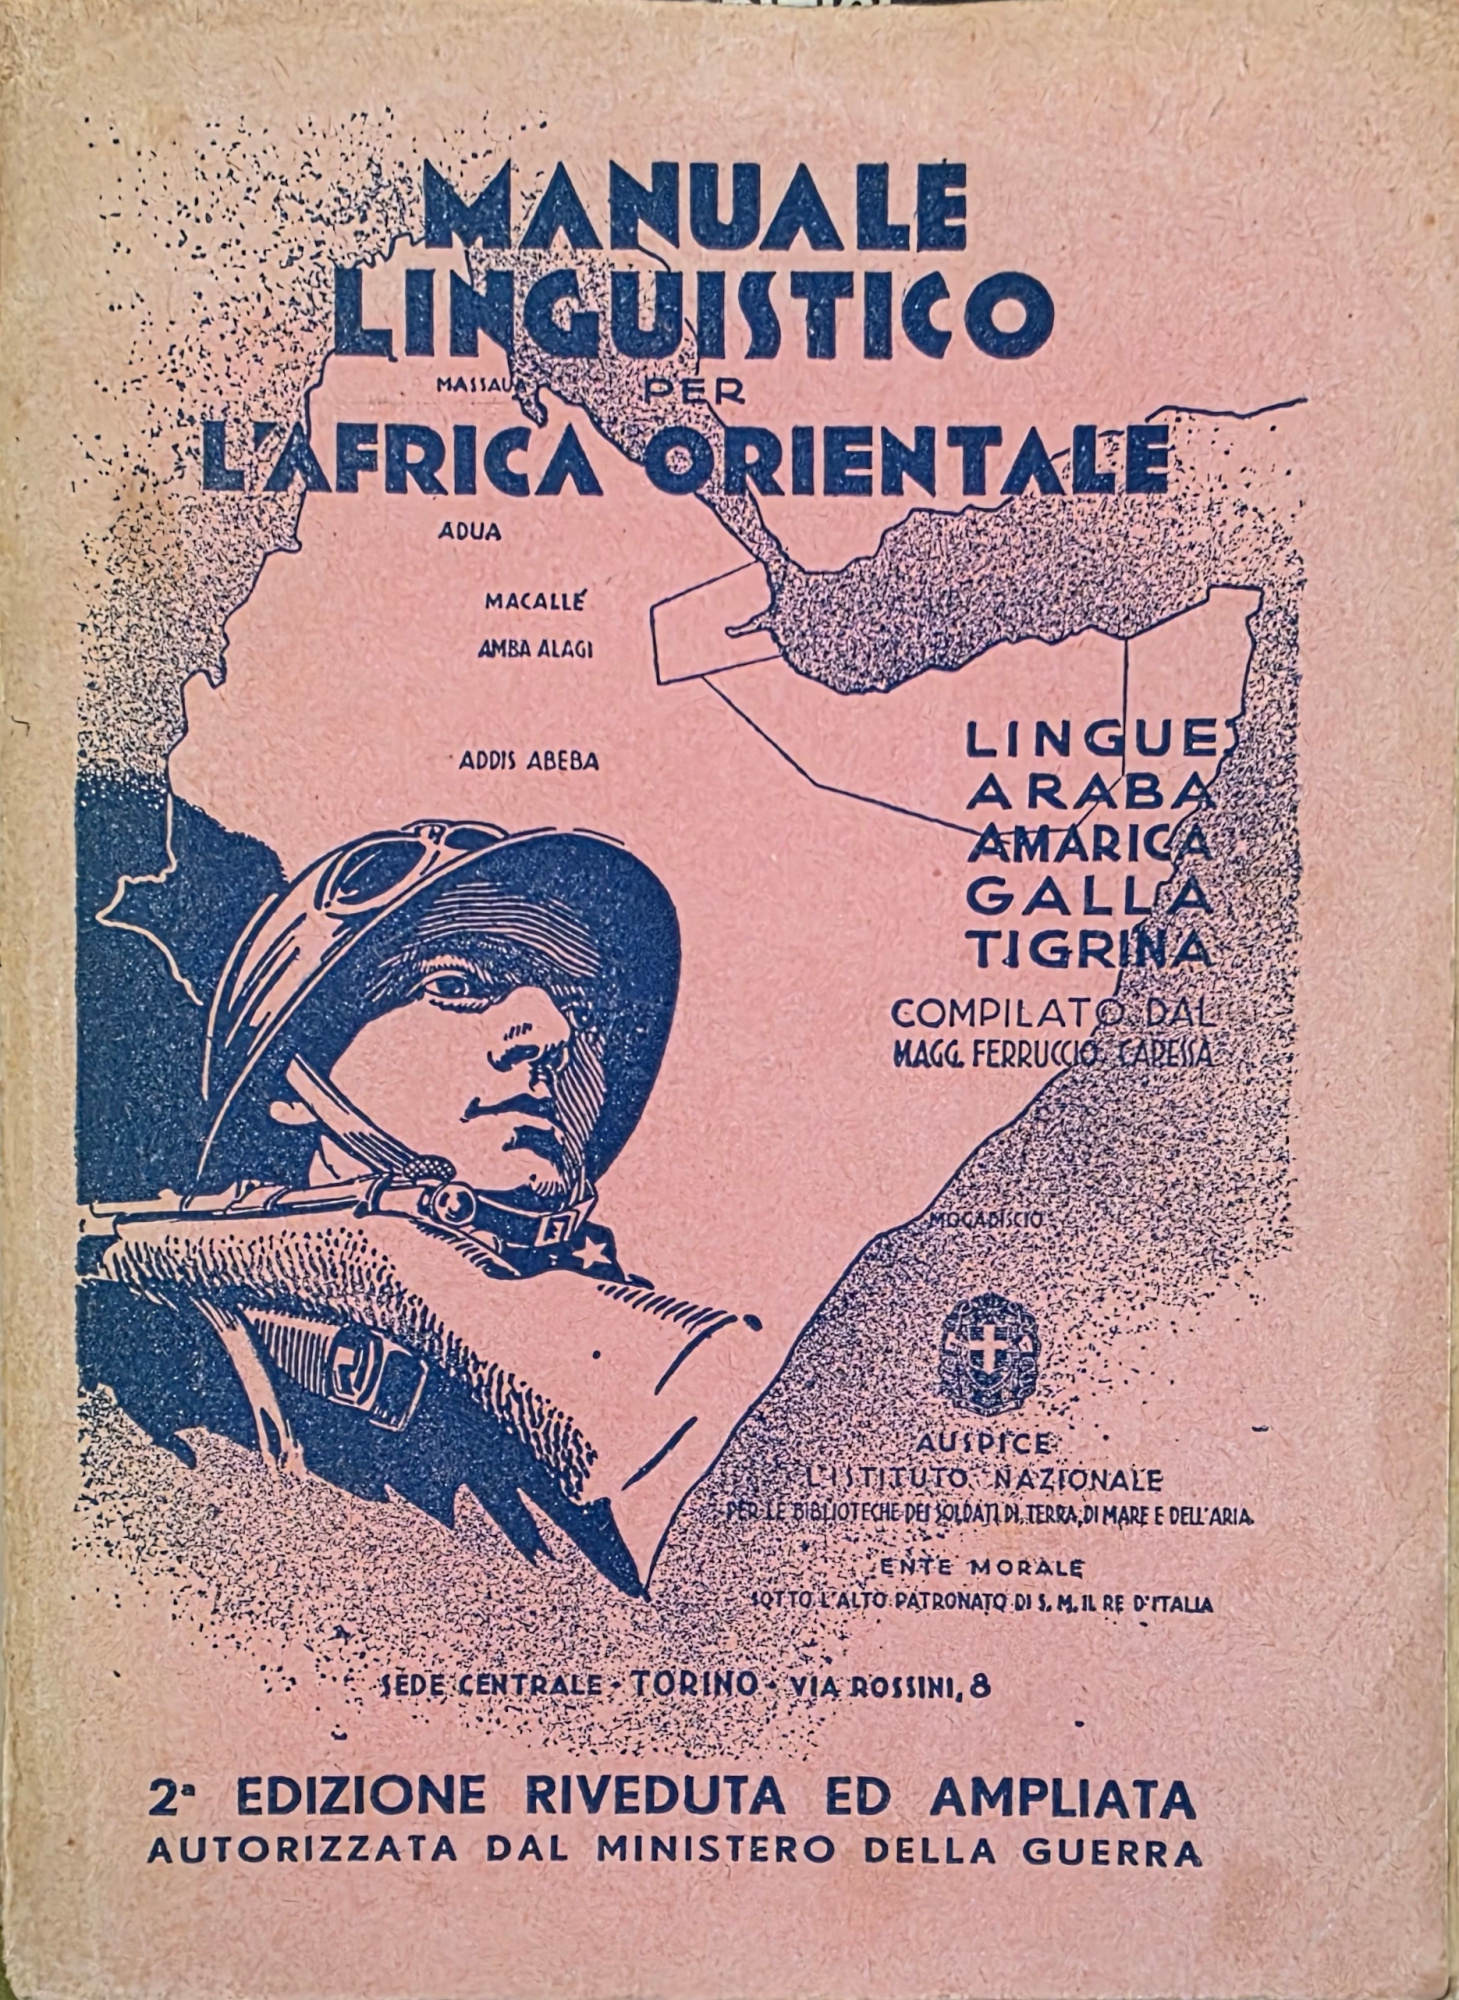 MANUALE
LINGUISTICO
MASSAUA PER
L'AFRICA ORIENTALE
ADUA
MACALLÉ
AMBA ALAGI
ADDIS ABEBA
LINGUE:
ARABA
AMARICA
GALLA
TIGRINA
COMPILATO DAL
MAGG. FERRUCCIO CARESSA
MOGADISCIO
AUSPICE
L'ISTITUTO NAZIONALE
PER LE BIBLIOTECHE DEI SOLDATI DI TERRA, DI MARE E DELL'ARIA
ENTE MORALE
SOTTO L'ALTO PATRONATO DI S. M. IL RE D'ITALIA
SEDE CENTRALE - TORINO - VIA ROSSINI, 8
2ª EDIZIONE RIVEDUTA ED AMPLIATA
AUTORIZZATA DAL MINISTERO DELLA GUERRA